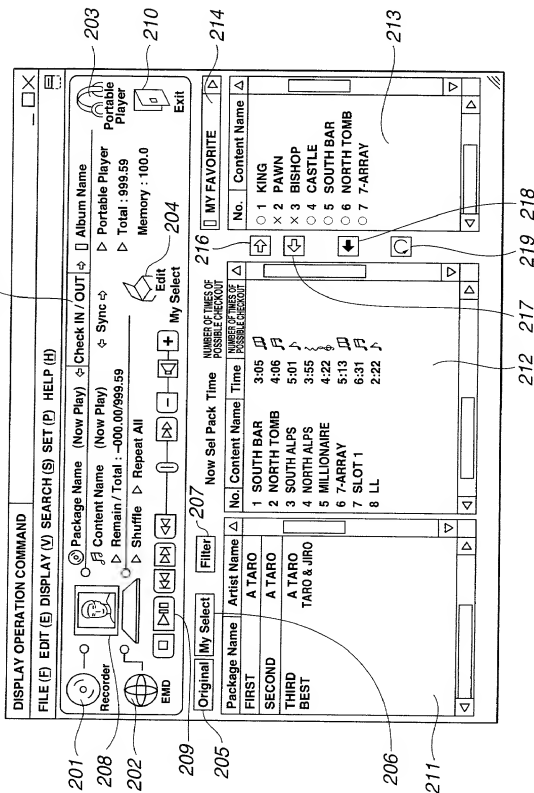 DISPLAY OPERATION COMMAND
FILE (F) EDIT (E) DISPLAY (V) SEARCH (S) SET (P) HELP (H)
Recorder
EMD
Package Name (Now Play)
Content Name (Now Play)
Remain / Total : –000.00/999.59
Shuffle Repeat All
Check IN / OUT
Sync
Album Name
Portable Player
Total : 999.59
Memory : 100.0
Portable Player
Exit
Edit
My Select
Original My Select Filter
Now Sel Pack Time
NUMBER OF TIMES OF POSSIBLE CHECKOUT
MY FAVORITE
Package Name Artist Name
FIRST A TARO
SECOND A TARO
THIRD A TARO
BEST TARO & JIRO
No. Content Name Time NUMBER OF TIMES OF POSSIBLE CHECKOUT
1 SOUTH BAR 3:05
2 NORTH TOMB 4:06
3 SOUTH ALPS 5:01
4 NORTH ALPS 3:55
5 MILLIONAIRE 4:22
6 7-ARRAY 5:13
7 SLOT 1 6:31
8 LL 2:22
No. Content Name
○ 1 KING
× 2 PAWN
× 3 BISHOP
○ 4 CASTLE
○ 5 SOUTH BAR
○ 6 NORTH TOMB
○ 7 7-ARRAY
201
208
202
209
205
206
207
211
203
210
204
214
216
213
218
219
217
212